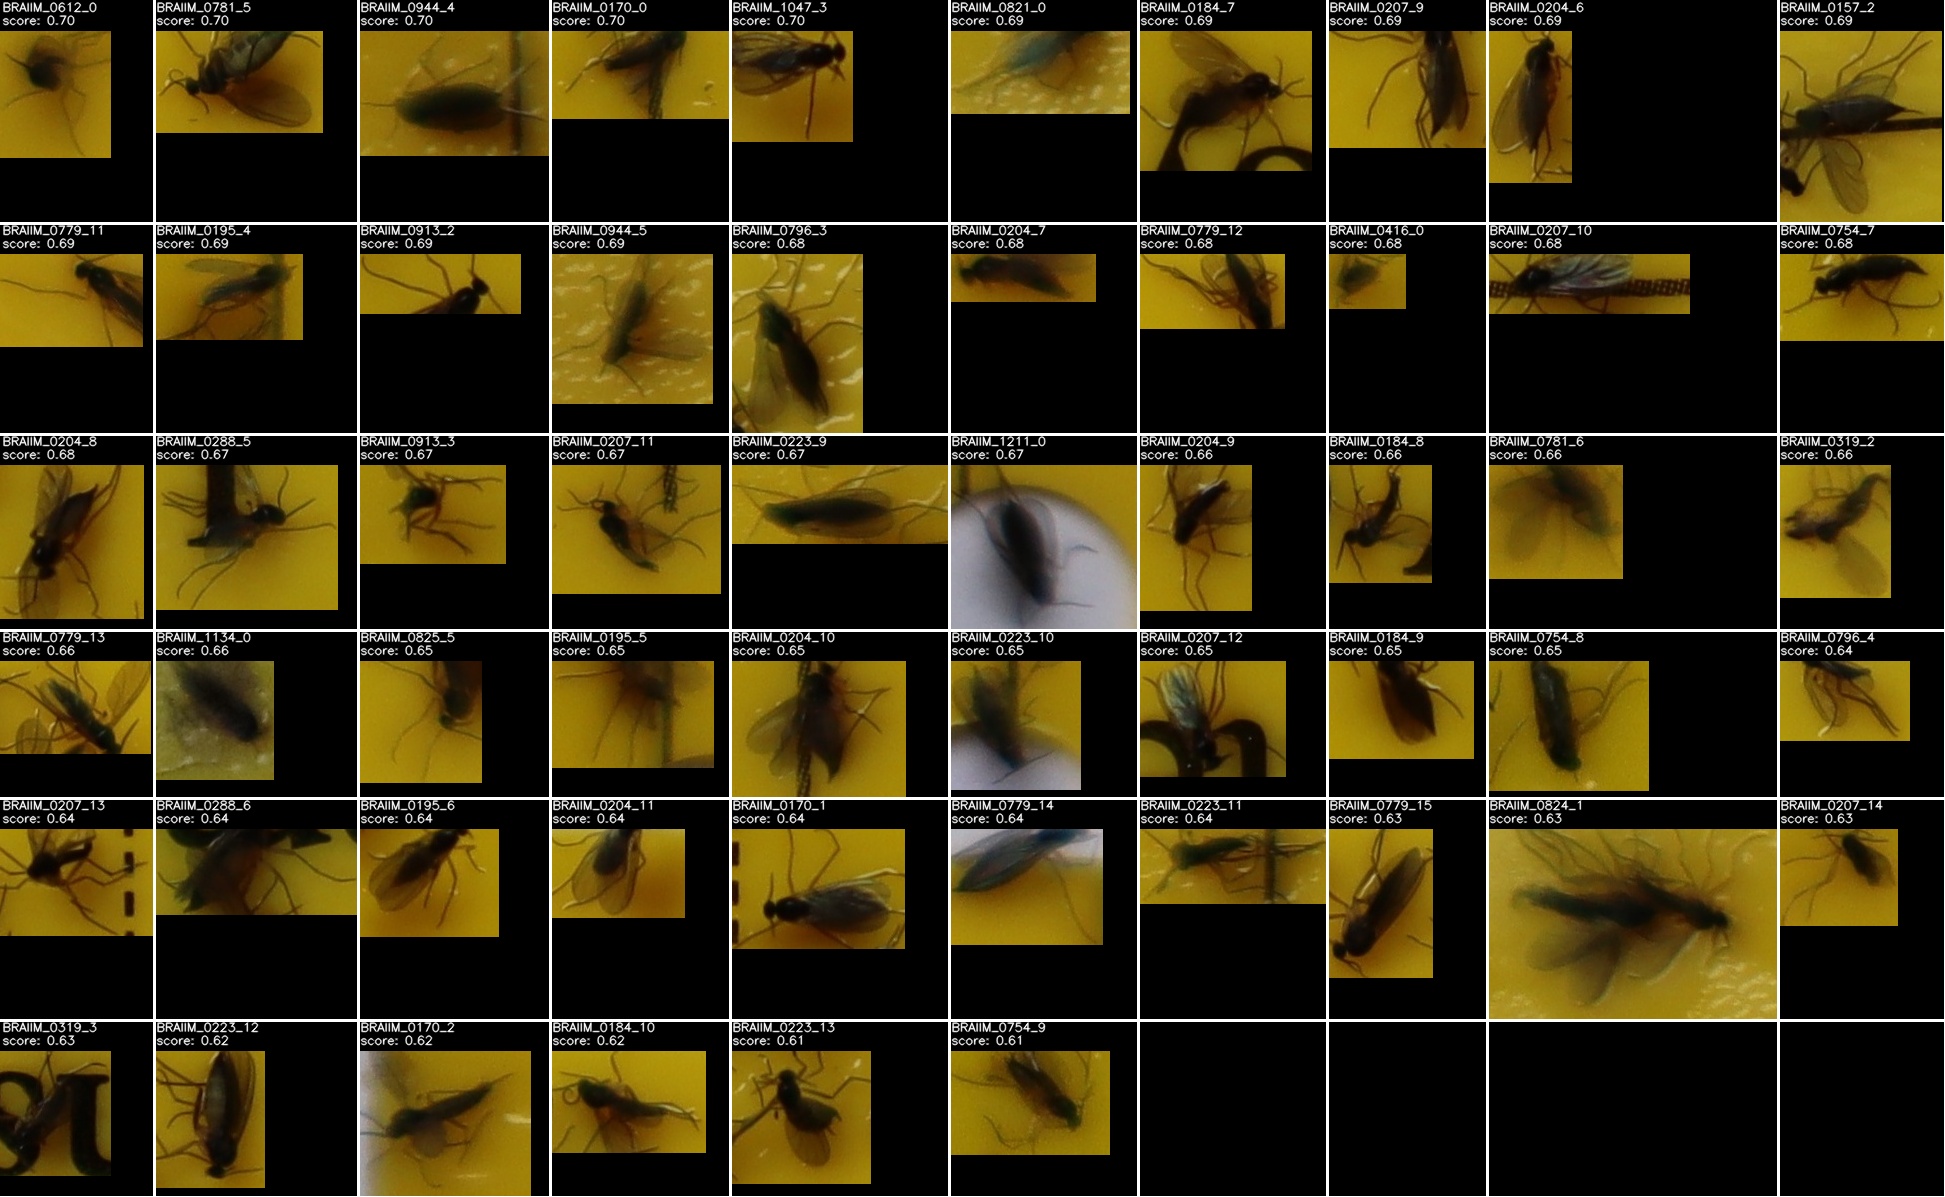 BRAIIM_0612_0
score: 0.70
BRAIIM_0781_5
score: 0.70
BRAIIM_0944_4
score: 0.70
BRAIIM_0170_0
score: 0.70
BRAIIM_1047_3
score: 0.70
BRAIIM_0821_0
score: 0.69
BRAIIM_0184_7
score: 0.69
BRAIIM_0207_9
score: 0.69
BRAIIM_0204_6
score: 0.69
BRAIIM_0157_2
score: 0.69
BRAIIM_0779_11
score: 0.69
BRAIIM_0195_4
score: 0.69
BRAIIM_0913_2
score: 0.69
BRAIIM_0944_5
score: 0.69
BRAIIM_0796_3
score: 0.68
BRAIIM_0204_7
score: 0.68
BRAIIM_0779_12
score: 0.68
BRAIIM_0416_0
score: 0.68
BRAIIM_0207_10
score: 0.68
BRAIIM_0754_7
score: 0.68
BRAIIM_0204_8
score: 0.68
BRAIIM_0288_5
score: 0.67
BRAIIM_0913_3
score: 0.67
BRAIIM_0207_11
score: 0.67
BRAIIM_0223_9
score: 0.67
BRAIIM_1211_0
score: 0.67
BRAIIM_0204_9
score: 0.66
BRAIIM_0184_8
score: 0.66
BRAIIM_0781_6
score: 0.66
BRAIIM_0319_2
score: 0.66
BRAIIM_0779_13
score: 0.66
BRAIIM_1134_0
score: 0.66
BRAIIM_0825_5
score: 0.65
BRAIIM_0195_5
score: 0.65
BRAIIM_0204_10
score: 0.65
BRAIIM_0223_10
score: 0.65
BRAIIM_0207_12
score: 0.65
BRAIIM_0184_9
score: 0.65
BRAIIM_0754_8
score: 0.65
BRAIIM_0796_4
score: 0.64
BRAIIM_0207_13
score: 0.64
BRAIIM_0288_6
score: 0.64
BRAIIM_0195_6
score: 0.64
BRAIIM_0204_11
score: 0.64
BRAIIM_0170_1
score: 0.64
BRAIIM_0779_14
score: 0.64
BRAIIM_0223_11
score: 0.64
BRAIIM_0779_15
score: 0.63
BRAIIM_0824_1
score: 0.63
BRAIIM_0207_14
score: 0.63
BRAIIM_0319_3
score: 0.63
BRAIIM_0223_12
score: 0.62
BRAIIM_0170_2
score: 0.62
BRAIIM_0184_10
score: 0.62
BRAIIM_0223_13
score: 0.61
BRAIIM_0754_9
score: 0.61